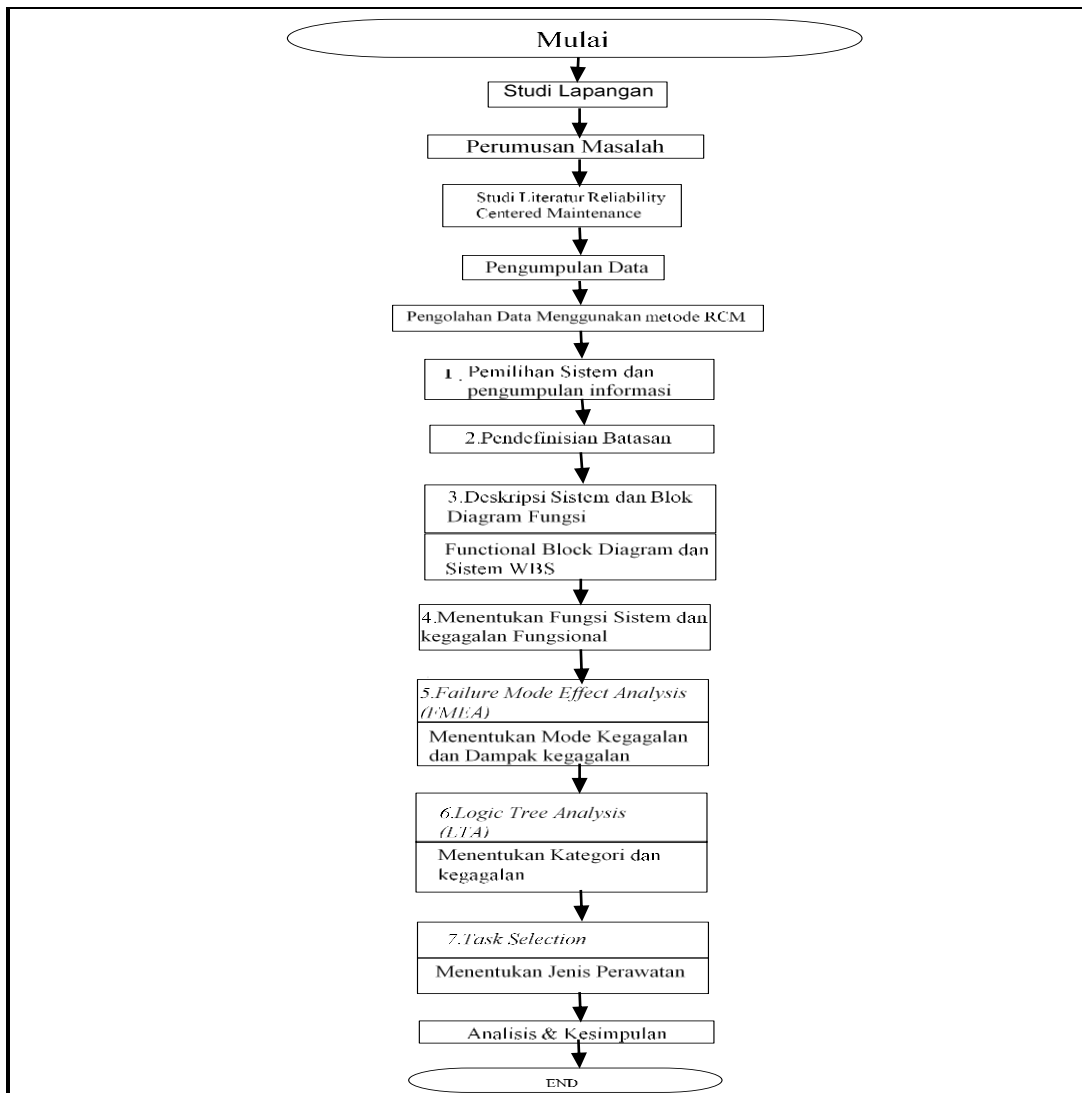 Mulai
Studi Lapangan
Perumusan Masalah
Studi Literatur Reliability
Centered Maintenance
Pengumpulan Data
Pengolahan Data Menggunakan metode RCM
1 . Pemilihan Sistem dan
pengumpulan informasi
2.Pendefinisian Batasan
3.Deskripsi Sistem dan Blok
Diagram Fungsi
Functional Block Diagram dan
Sistem WBS
4.Menentukan Fungsi Sistem dan
kegagalan Fungsional
5.Failure Mode Effect Analysis
(FMEA)
Menentukan Mode Kegagalan
dan Dampak kegagalan
6.Logic Tree Analysis
(LTA)
Menentukan Kategori dan
kegagalan
7.Task Selection
Menentukan Jenis Perawatan
Analisis & Kesimpulan
END